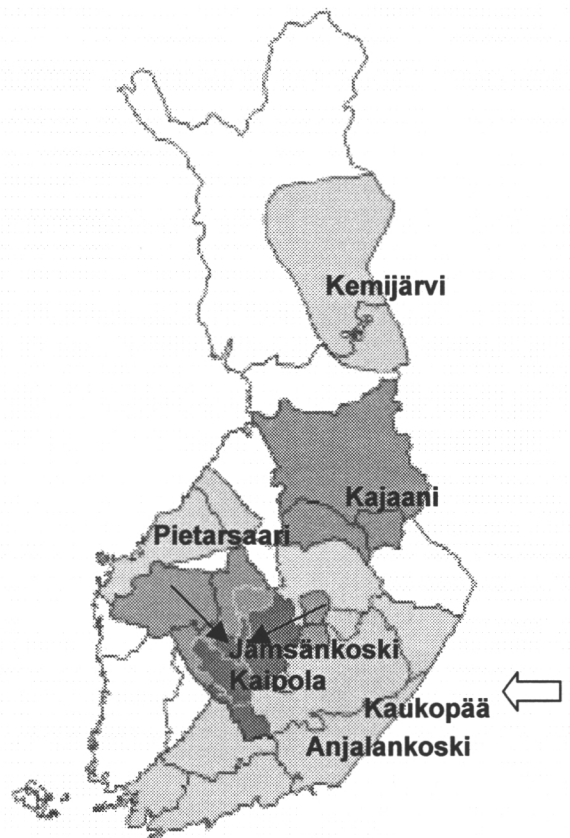 Kemijärvi
Kajaani
Pietarsaari
Jämsänkoski
Kaipola
Kaukopää
Anjalankoski